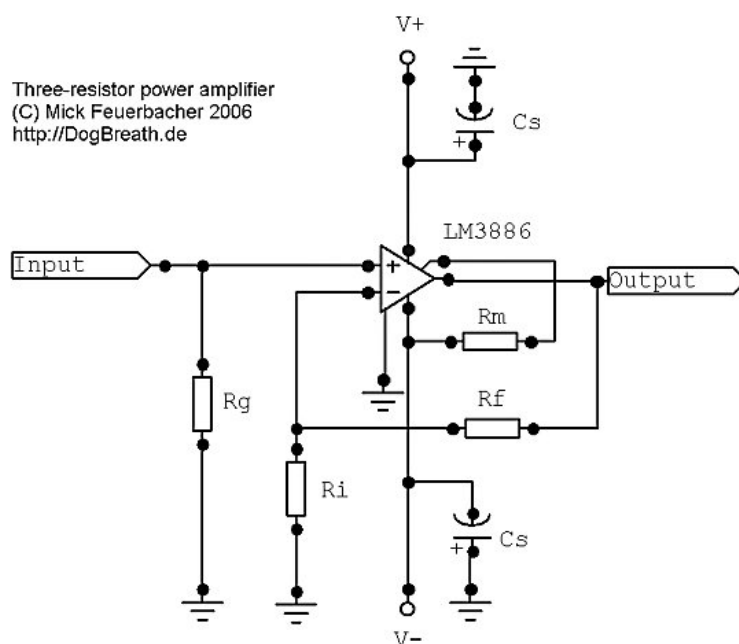 V+
Three-resistor power amplifier
(C) Mick Feuerbacher 2006
http://DogBreath.de
Cs
+
LM3886
Input
+
−
Output
Rm
Rg
Rf
Ri
Cs
+
V-